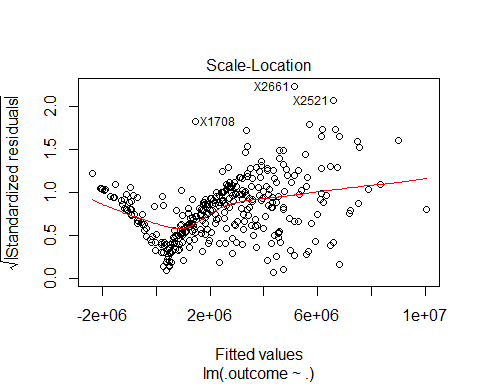 Scale-Location
√|Standardized residuals|
2.0
1.5
1.0
0.5
0.0
X2661
X2521
X1708
-2e+06 2e+06 6e+06 1e+07
Fitted values
lm(.outcome ~ .)